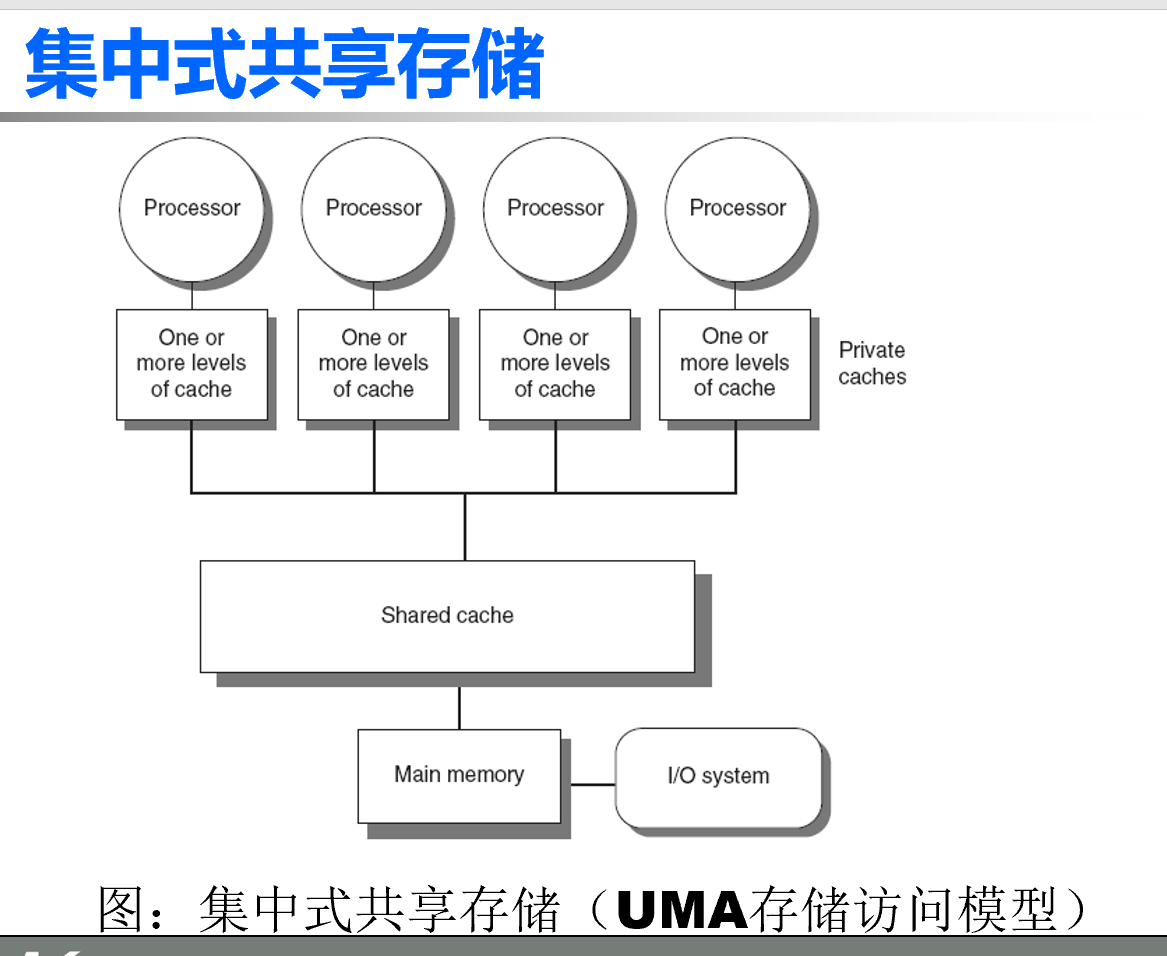 集中式共享存储
Processor
Processor
Processor
Processor
One or
more levels
of cache
One or
more levels
of cache
One or
more levels
of cache
One or
more levels
of cache
Private
caches
Shared cache
Main memory
I/O system
图：集中式共享存储（UMA存储访问模型）